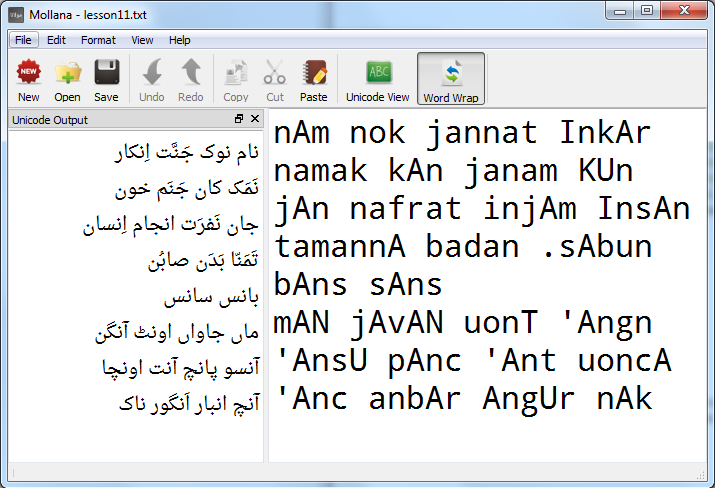 Mollana - lesson11.txt
File Edit Format View Help
New Open Save Undo Redo Copy Cut Paste Unicode View Word Wrap
Unicode Output
نام نوک جَنَّت اِنکار
نَمَک کان جَنَم خون
جان نَفرَت انجام اِنسان
تَمَنّا بَدَن صابُن
بانس سانس
ماں جاواں اونٹ آنگن
آنسو پانچ آنت اونچا
آنچ انبار اَنگور ناک
nAm nok jannat InkAr
namak kAn janam KUn
jAn nafrat injAm InsAn
tamannA badan .sAbun
bAns sAns
mAN jAvAN uonT 'Angn
'AnsU pAnc 'Ant uoncA
'Anc anbAr AngUr nAk